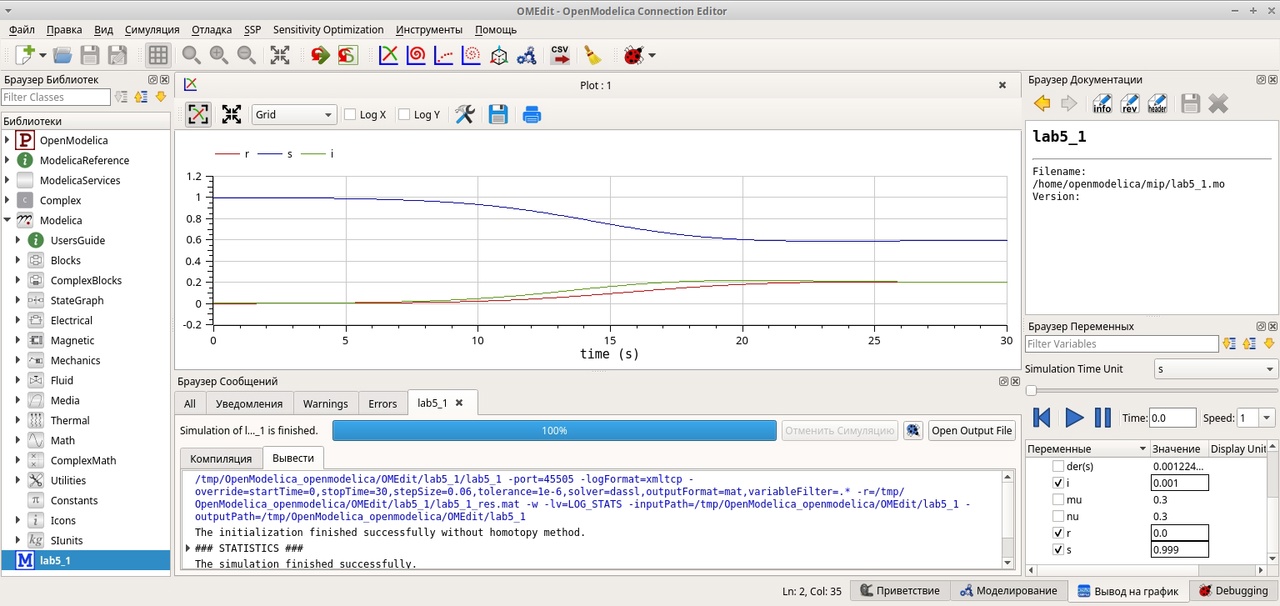 OMEdit - OpenModelica Connection Editor
Файл Правка Вид Симуляция Отладка SSP Sensitivity Optimization Инструменты Помощь
CSV
Браузер Библиотек
Filter Classes
Библиотеки
P OpenModelica
i ModelicaReference
ModelicaServices
C Complex
Modelica
i UsersGuide
Blocks
ComplexBlocks
StateGraph
Electrical
Magnetic
Mechanics
Fluid
Media
Thermal
Math
ComplexMath
Utilities
Constants
Icons
kg SIunits
M lab5_1
Plot : 1
Grid Log X Log Y
r s i
1.2
1
0.8
0.6
0.4
0.2
0
-0.2
0 5 10 15 20 25 30
time (s)
Браузер Сообщений
All Уведомления Warnings Errors lab5_1
Simulation of l..._1 is finished. 100% Отменить Симуляцию Open Output File
Компиляция Вывести
/tmp/OpenModelica_openmodelica/OMEdit/lab5_1/lab5_1 -port=45505 -logFormat=xmltcp -
override=startTime=0,stopTime=30,stepSize=0.06,tolerance=1e-6,solver=dassl,outputFormat=mat,variableFilter=.* -r=/tmp/
OpenModelica_openmodelica/OMEdit/lab5_1/lab5_1_res.mat -w -lv=LOG_STATS -inputPath=/tmp/OpenModelica_openmodelica/OMEdit/lab5_1 -
outputPath=/tmp/OpenModelica_openmodelica/OMEdit/lab5_1
The initialization finished successfully without homotopy method.
### STATISTICS ###
The simulation finished successfully.
Браузер Документации
info rev header
lab5_1
Filename:
/home/openmodelica/mip/lab5_1.mo
Version:
Браузер Переменных
Filter Variables
Simulation Time Unit s
Time: 0.0 Speed: 1
Переменные Значение Display Unit
der(s) 0.001224...
i 0.001
mu 0.3
nu 0.3
r 0.0
s 0.999
Ln: 2, Col: 35 Приветствие Моделирование Вывод на график Debugging